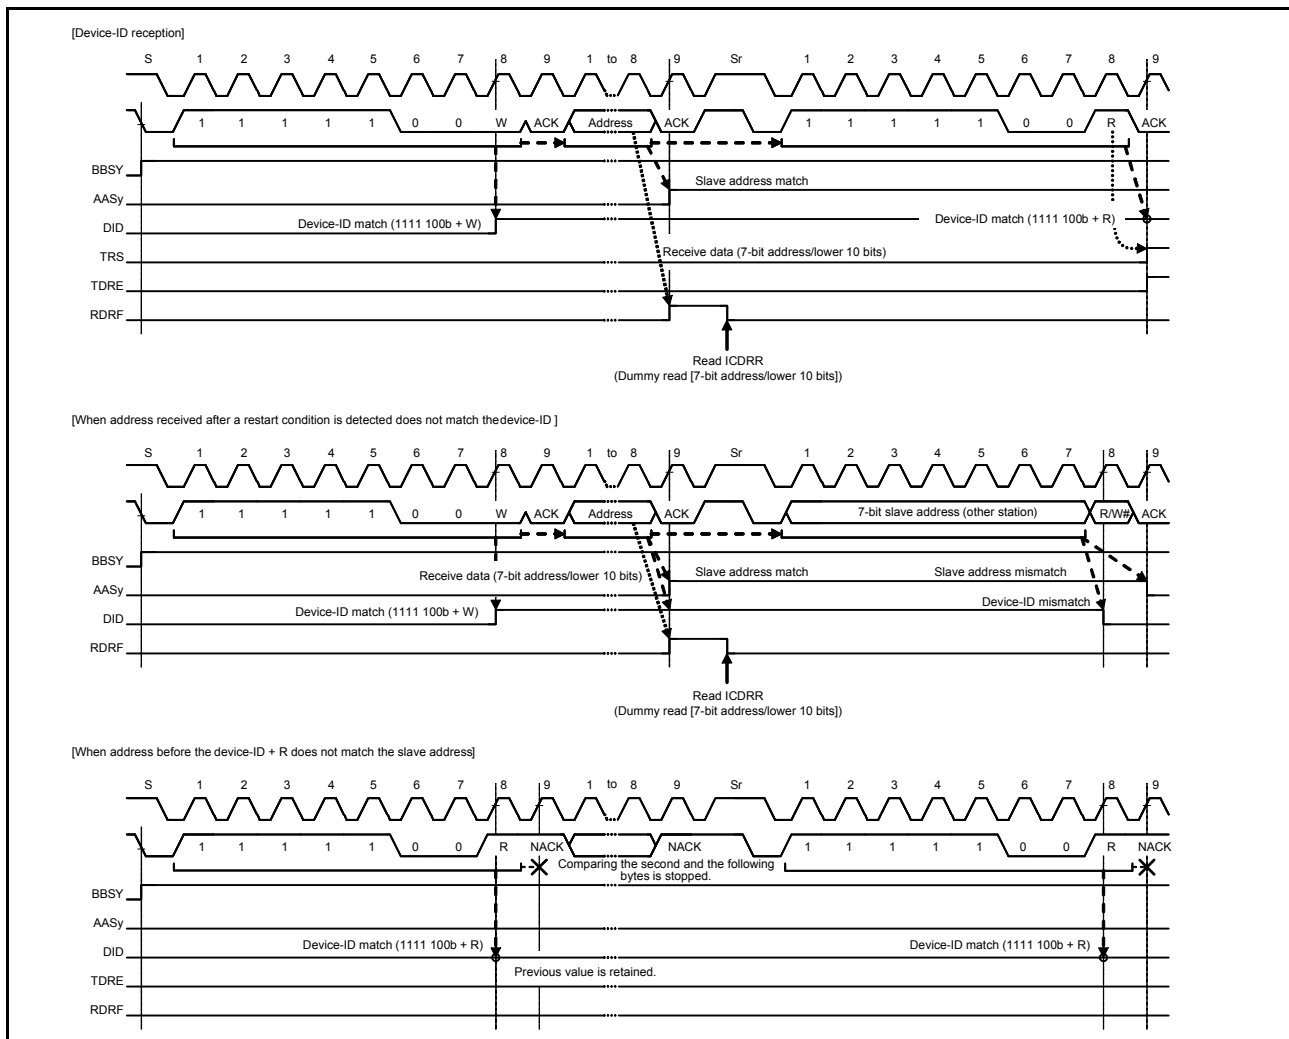 [Device-ID reception]
S 1 2 3 4 5 6 7 8 9 1 to 8 9 Sr 1 2 3 4 5 6 7 8 9
1 1 1 1 1 0 0 W ACK Address ACK 1 1 1 1 1 0 0 R ACK
BBSY
Slave address match
AASy
Device-ID match (1111 100b + W) Device-ID match (1111 100b + R)
DID
Receive data (7-bit address/lower 10 bits)
TRS
TDRE
RDRF
Read ICDRR
(Dummy read [7-bit address/lower 10 bits])
[When address received after a restart condition is detected does not match thedevice-ID ]
S 1 2 3 4 5 6 7 8 9 1 to 8 9 Sr 1 2 3 4 5 6 7 8 9
1 1 1 1 1 0 0 W ACK Address ACK 7-bit slave address (other station) R/W# ACK
BBSY
Receive data (7-bit address/lower 10 bits) Slave address match Slave address mismatch
AASy
Device-ID match (1111 100b + W) Device-ID mismatch
DID
RDRF
Read ICDRR
(Dummy read [7-bit address/lower 10 bits])
[When address before the device-ID + R does not match the slave address]
S 1 2 3 4 5 6 7 8 9 1 to 8 9 Sr 1 2 3 4 5 6 7 8 9
1 1 1 1 1 0 0 R NACK NACK 1 1 1 1 1 0 0 R NACK
Comparing the second and the following
bytes is stopped.
BBSY
AASy
Device-ID match (1111 100b + R) Device-ID match (1111 100b + R)
DID
Previous value is retained.
TDRE
RDRF